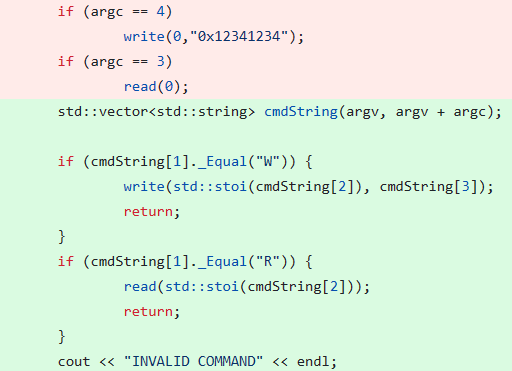 if (argc == 4)
write(0,"0x12341234");
if (argc == 3)
read(0);
std::vector<std::string> cmdString(argv, argv + argc);
if (cmdString[1]._Equal("W")) {
write(std::stoi(cmdString[2]), cmdString[3]);
return;
}
if (cmdString[1]._Equal("R")) {
read(std::stoi(cmdString[2]));
return;
}
cout << "INVALID COMMAND" << endl;